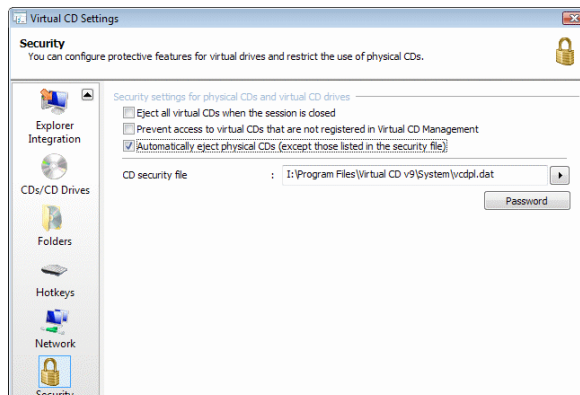 Virtual CD Settings
Security
You can configure protective features for virtual drives and restrict the use of physical CDs.
Explorer
Integration
CDs/CD Drives
Folders
Hotkeys
Network
Security
Security settings for physical CDs and virtual CD drives
Eject all virtual CDs when the session is closed
Prevent access to virtual CDs that are not registered in Virtual CD Management
Automatically eject physical CDs (except those listed in the security file)
CD security file : I:\Program Files\Virtual CD v9\System\vcdpl.dat
Password